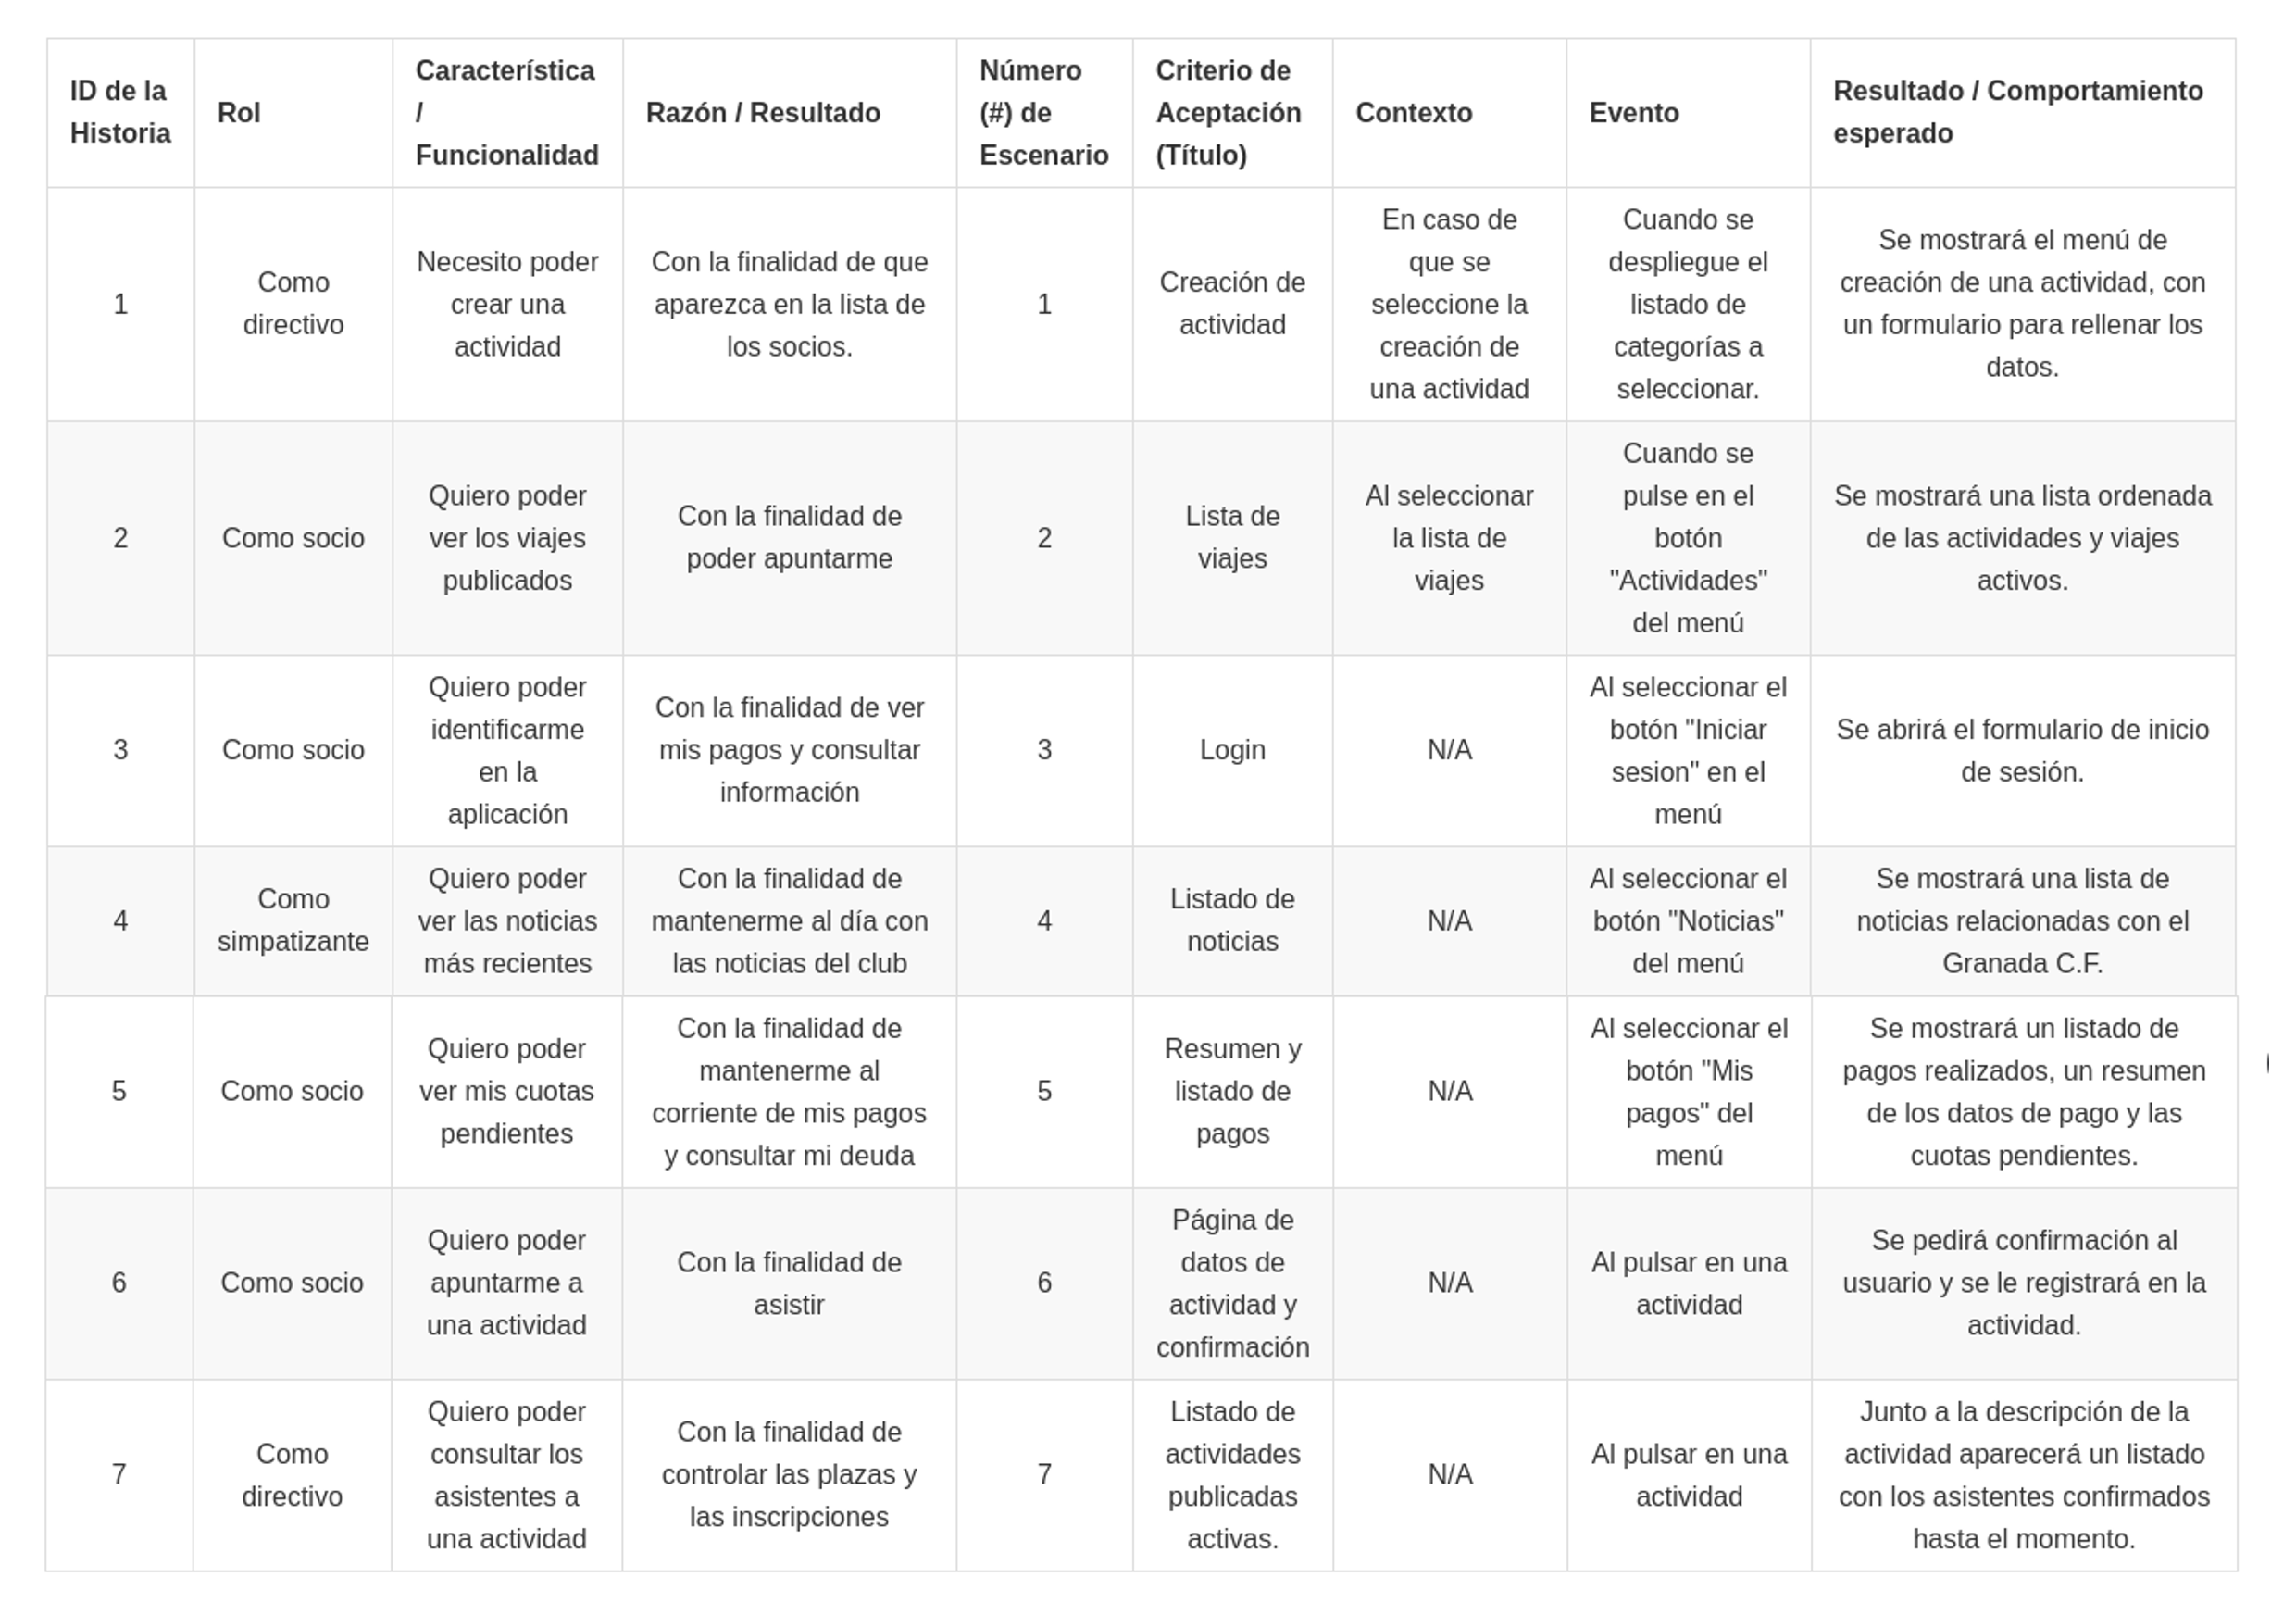 ID de la
Historia
Rol
Característica
/
Funcionalidad
Razón / Resultado
Número
(#) de
Escenario
Criterio de
Aceptación
(Título)
Contexto
Evento
Resultado / Comportamiento
esperado
1
Como
directivo
Necesito poder
crear una
actividad
Con la finalidad de que
aparezca en la lista de
los socios.
1
Creación de
actividad
En caso de
que se
seleccione la
creación de
una actividad
Cuando se
despliegue el
listado de
categorías a
seleccionar.
Se mostrará el menú de
creación de una actividad, con
un formulario para rellenar los
datos.
2
Como socio
Quiero poder
ver los viajes
publicados
Con la finalidad de
poder apuntarme
2
Lista de
viajes
Al seleccionar
la lista de
viajes
Cuando se
pulse en el
botón
"Actividades"
del menú
Se mostrará una lista ordenada
de las actividades y viajes
activos.
3
Como socio
Quiero poder
identificarme
en la
aplicación
Con la finalidad de ver
mis pagos y consultar
información
3
Login
N/A
Al seleccionar el
botón "Iniciar
sesion" en el
menú
Se abrirá el formulario de inicio
de sesión.
4
Como
simpatizante
Quiero poder
ver las noticias
más recientes
Con la finalidad de
mantenerme al día con
las noticias del club
4
Listado de
noticias
N/A
Al seleccionar el
botón "Noticias"
del menú
Se mostrará una lista de
noticias relacionadas con el
Granada C.F.
5
Como socio
Quiero poder
ver mis cuotas
pendientes
Con la finalidad de
mantenerme al
corriente de mis pagos
y consultar mi deuda
5
Resumen y
listado de
pagos
N/A
Al seleccionar el
botón "Mis
pagos" del
menú
Se mostrará un listado de
pagos realizados, un resumen
de los datos de pago y las
cuotas pendientes.
6
Como socio
Quiero poder
apuntarme a
una actividad
Con la finalidad de
asistir
6
Página de
datos de
actividad y
confirmación
N/A
Al pulsar en una
actividad
Se pedirá confirmación al
usuario y se le registrará en la
actividad.
7
Como
directivo
Quiero poder
consultar los
asistentes a
una actividad
Con la finalidad de
controlar las plazas y
las inscripciones
7
Listado de
actividades
publicadas
activas.
N/A
Al pulsar en una
actividad
Junto a la descripción de la
actividad aparecerá un listado
con los asistentes confirmados
hasta el momento.